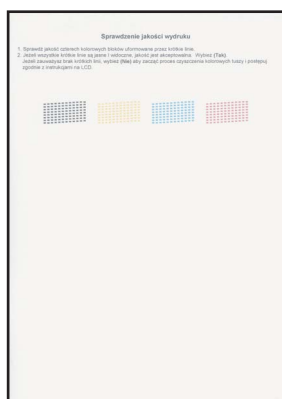 Sprawdzenie jakości wydruku
1. Sprawdź jakość czterech kolorowych bloków uformowane przez krótkie linie.
2. Jeżeli wszystkie krótkie linie są jasne i widoczne, jakość jest akceptowalna. Wybierz (Tak).
Jeżeli zauważysz brak krótkich linii, wybierz (Nie) aby zacząć proces czyszczenia kolorowych tuszy i postępuj
zgodnie z instrukcjami na LCD.